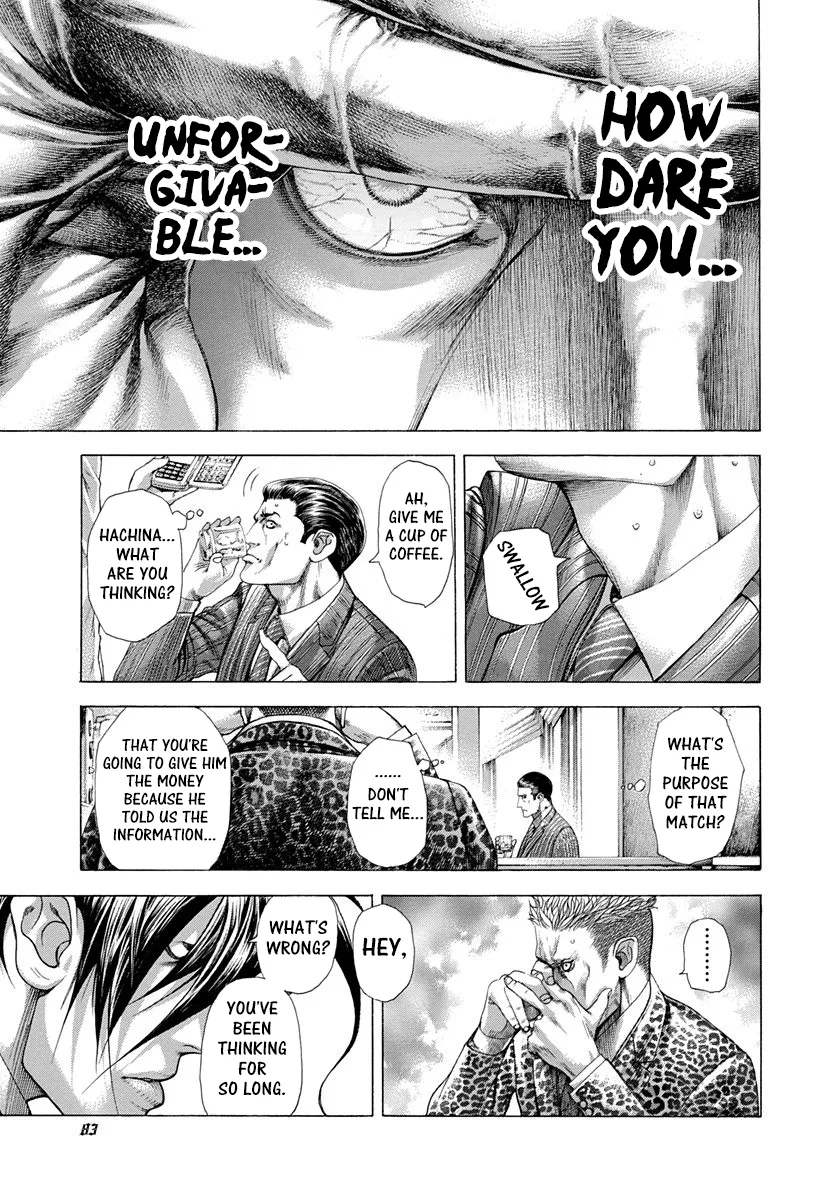 HOW
DARE
YOU...
UNFOR-
GIVA-
BLE...
SWALLOW
AH,
GIVE ME
A CUP OF
COFFEE.
HACHINA...
WHAT
ARE YOU
THINKING?
WHAT'S
THE
PURPOSE
OF THAT
MATCH?
......
DON'T
TELL ME...
THAT YOU'RE
GOING TO GIVE HIM
THE MONEY
BECAUSE HE
TOLD US THE
INFORMATION...
........
HEY,
WHAT'S
WRONG?
YOU'VE
BEEN
THINKING
FOR
SO LONG.
83